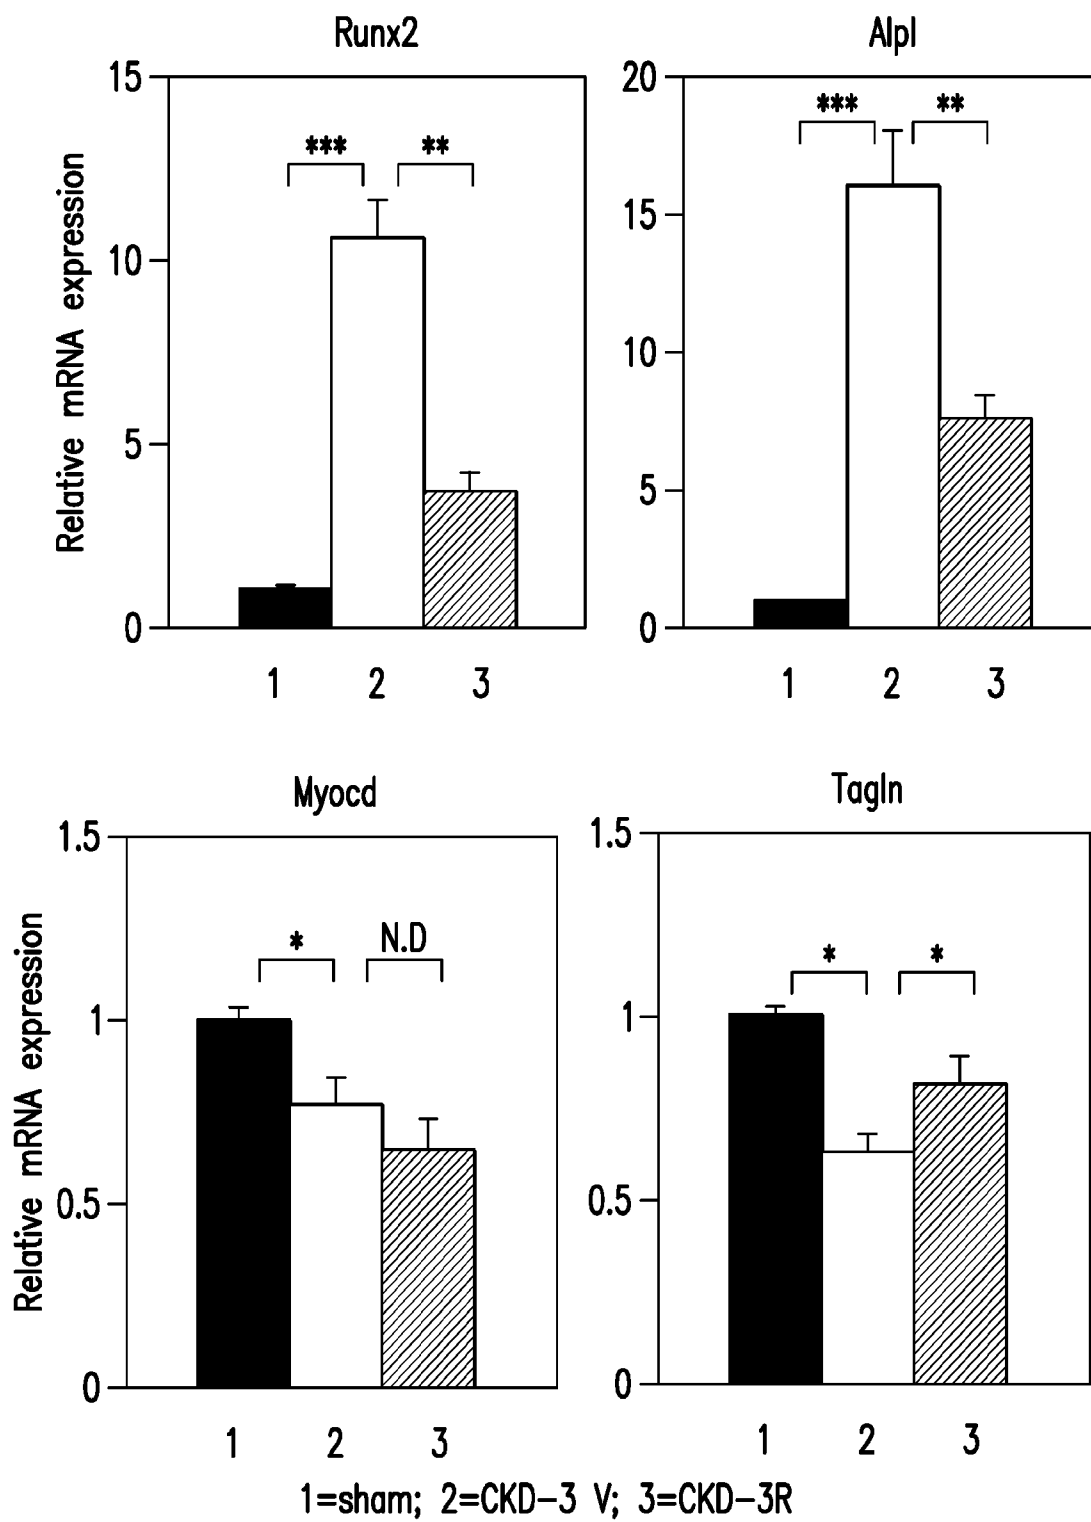 Runx2
Relative mRNA expression
15
10
5
0
*** **
1 2 3
Alpl
20
15
10
5
0
*** **
1 2 3
Myocd
Relative mRNA expression
1.5
1
0.5
0
* N.D
1 2 3
Tagln
1.5
1
0.5
0
* *
1 2 3
1=sham; 2=CKD-3 V; 3=CKD-3R